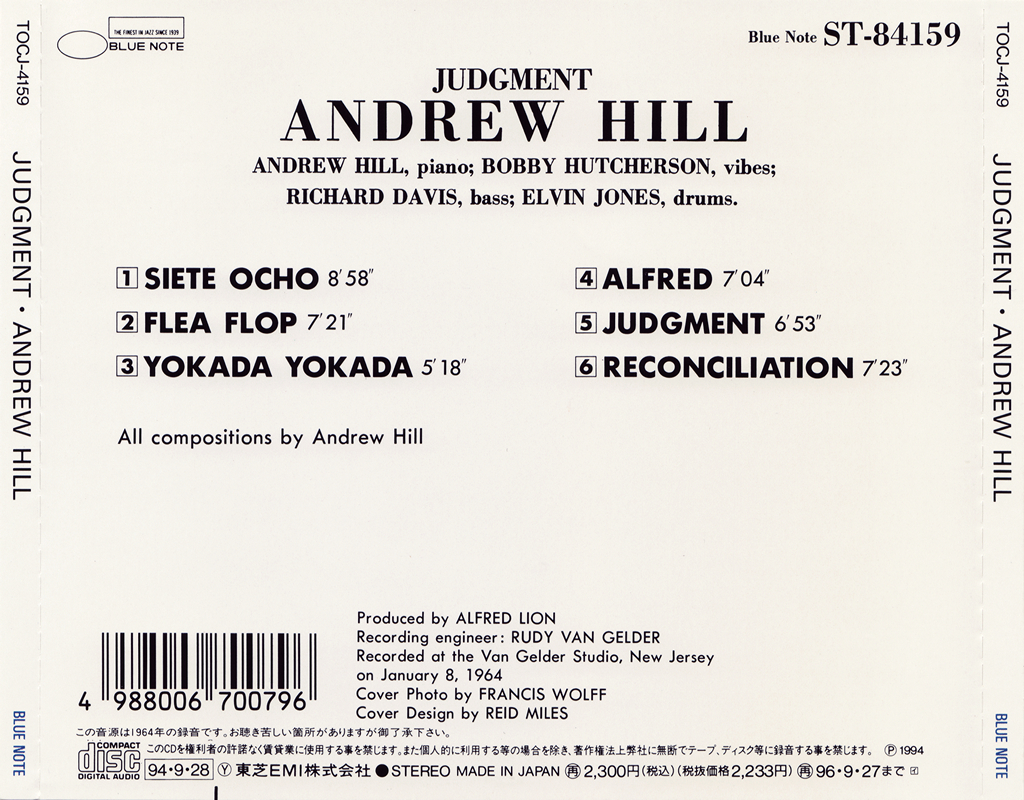 TOCJ-4159
JUDGMENT • ANDREW HILL
BLUE NOTE
THE FINEST IN JAZZ SINCE 1939
BLUE NOTE
Blue Note ST-84159
JUDGMENT
ANDREW HILL
ANDREW HILL, piano; BOBBY HUTCHERSON, vibes;
RICHARD DAVIS, bass; ELVIN JONES, drums.
1 SIETE OCHO 8′58″
2 FLEA FLOP 7′21″
3 YOKADA YOKADA 5′18″
4 ALFRED 7′04″
5 JUDGMENT 6′53″
6 RECONCILIATION 7′23″
All compositions by Andrew Hill
Produced by ALFRED LION
Recording engineer: RUDY VAN GELDER
Recorded at the Van Gelder Studio, New Jersey
on January 8, 1964
Cover Photo by FRANCIS WOLFF
Cover Design by REID MILES
4 988006 700796
この音源は1964年の録音です。お聴き苦しい箇所がありますが御了承下さい。
COMPACT disc DIGITAL AUDIO
このCDを権利者の許諾なく賃貸業に使用する事を禁じます。また個人的に利用する等の場合を除き、著作権法上弊社に無断でテープ、ディスク等に録音する事を禁じます。 Ⓟ1994
94・9・28 Ⓨ東芝EMI株式会社 ●STEREO MADE IN JAPAN ㊢2,300円(税込)(税抜価格2,233円) ㊢96・9・27まで
TOCJ-4159
JUDGMENT • ANDREW HILL
BLUE NOTE